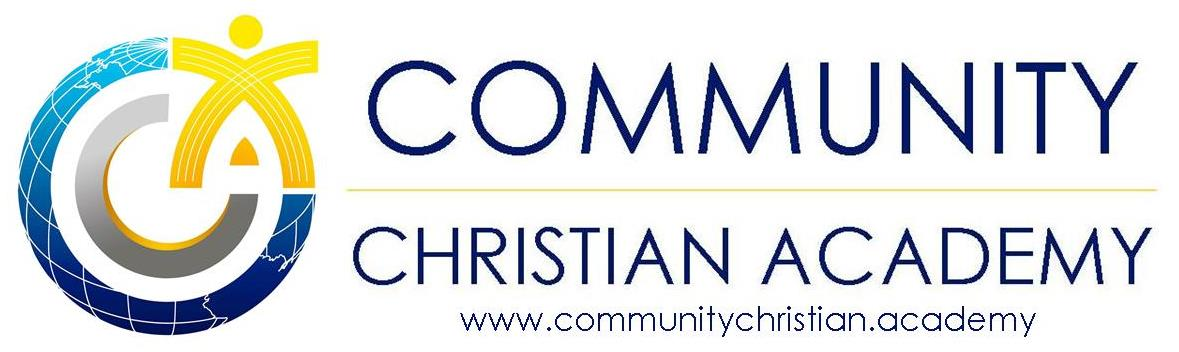 COMMUNITY
CHRISTIAN ACADEMY
www.communitychristian.academy